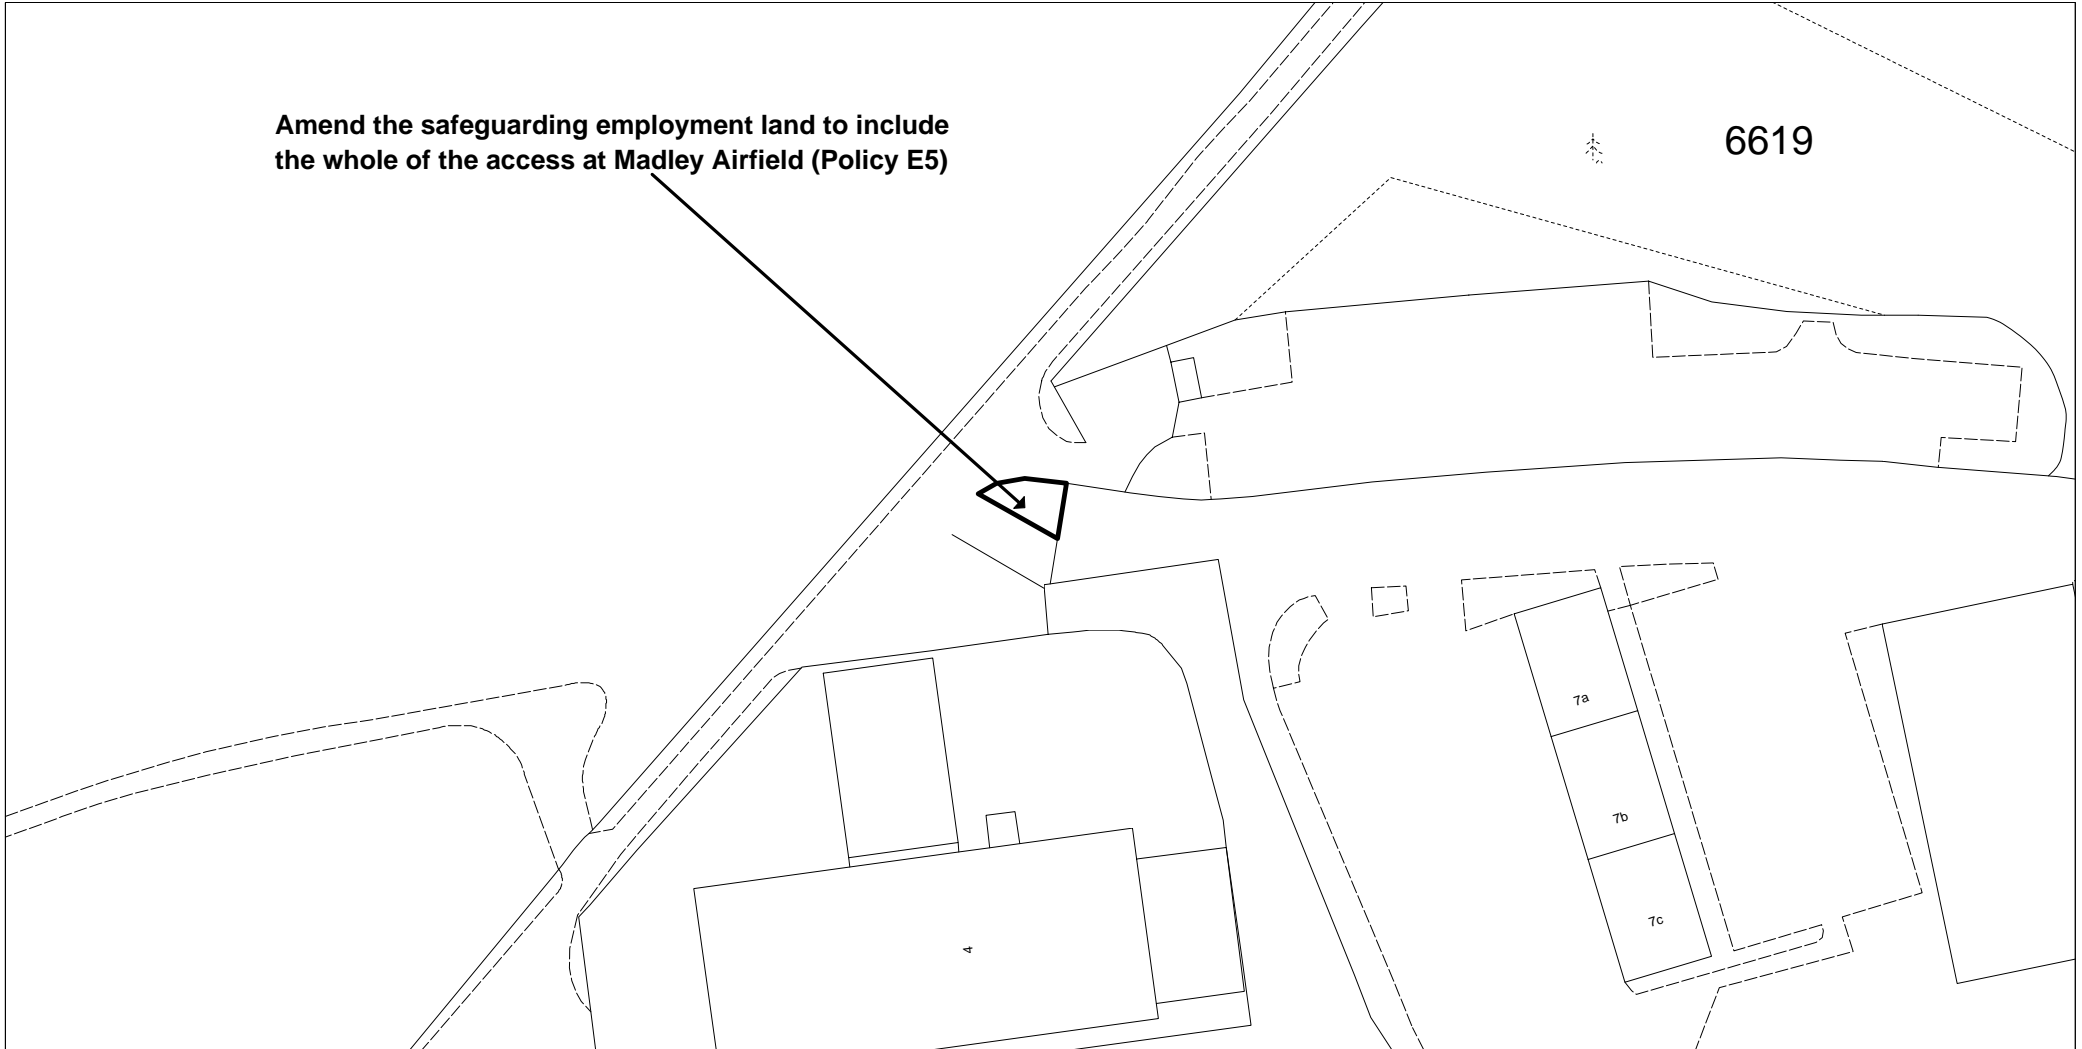 Amend the safeguarding employment land to include
the whole of the access at Madley Airfield (Policy E5)
6619
7a
7b
7c
4